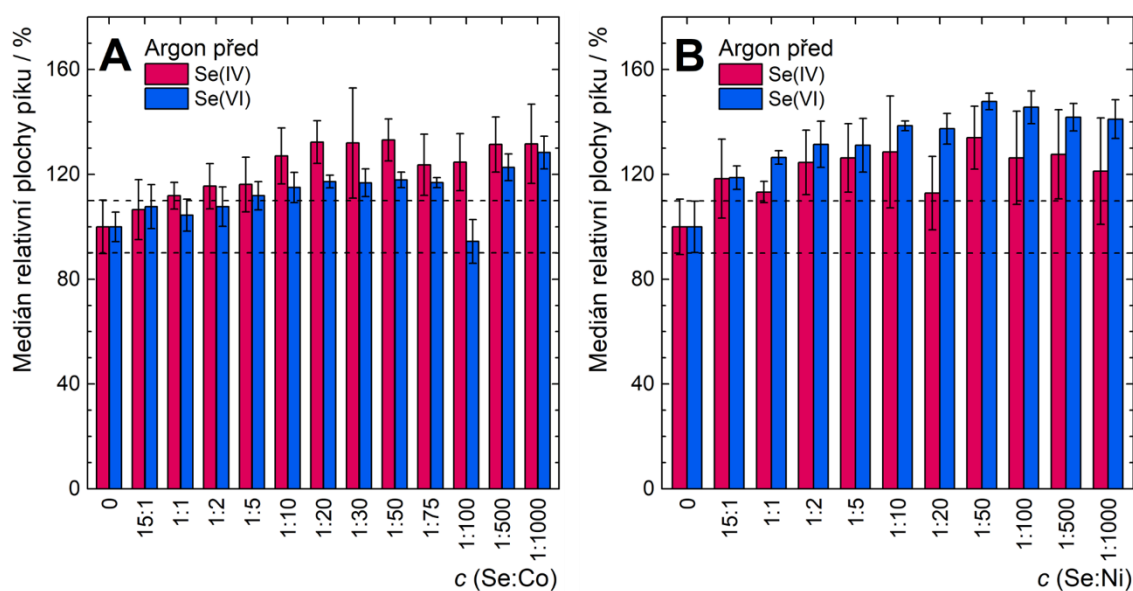 A
Argon před
Se(IV)
Se(VI)
Medián relativní plochy píku / %
160
120
80
40
0
0
15:1
1:1
1:2
1:5
1:10
1:20
1:30
1:50
1:75
1:100
1:500
1:1000
c (Se:Co)
B
Argon před
Se(IV)
Se(VI)
Medián relativní plochy píku / %
160
120
80
40
0
0
15:1
1:1
1:2
1:5
1:10
1:20
1:50
1:100
1:500
1:1000
c (Se:Ni)